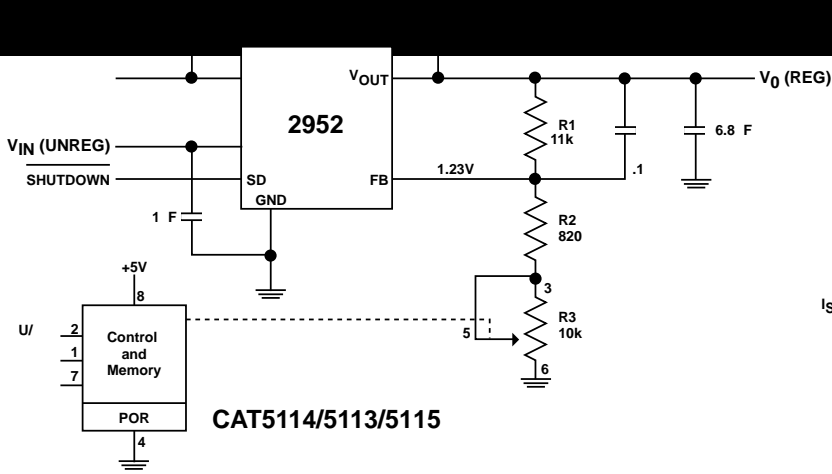 VOUT
V0 (REG)
2952
R1
11k
6.8 F
VIN (UNREG)
1.23V
.1
SHUTDOWN
SD
FB
GND
1 F
R2
820
+5V
8
3
IS
U/
2
Control
and
Memory
5
R3
10k
1
7
6
POR
CAT5114/5113/5115
4